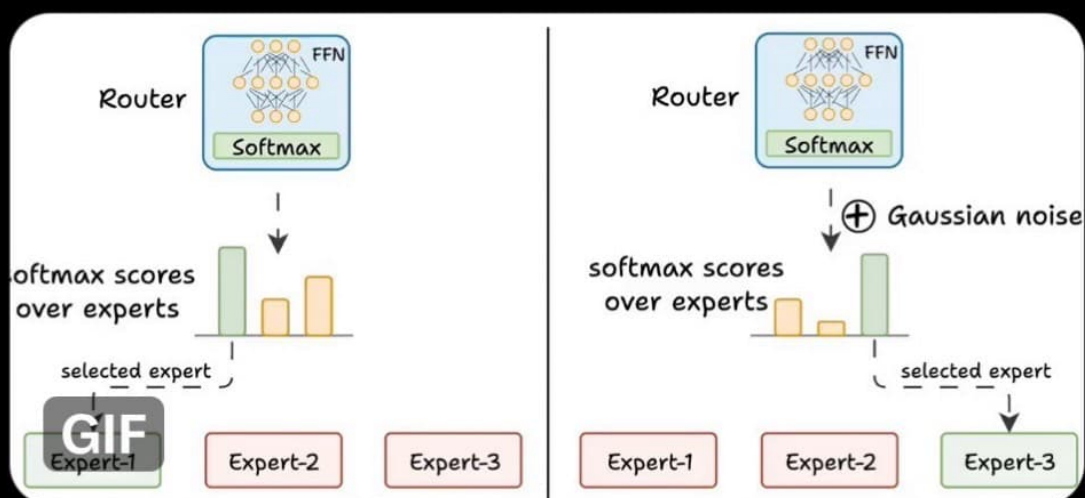 FFN
Router
Softmax
softmax scores
over experts
selected expert
GIF
Expert-1
Expert-2
Expert-3
FFN
Router
Softmax
Gaussian noise
softmax scores
over experts
selected expert
Expert-1
Expert-2
Expert-3